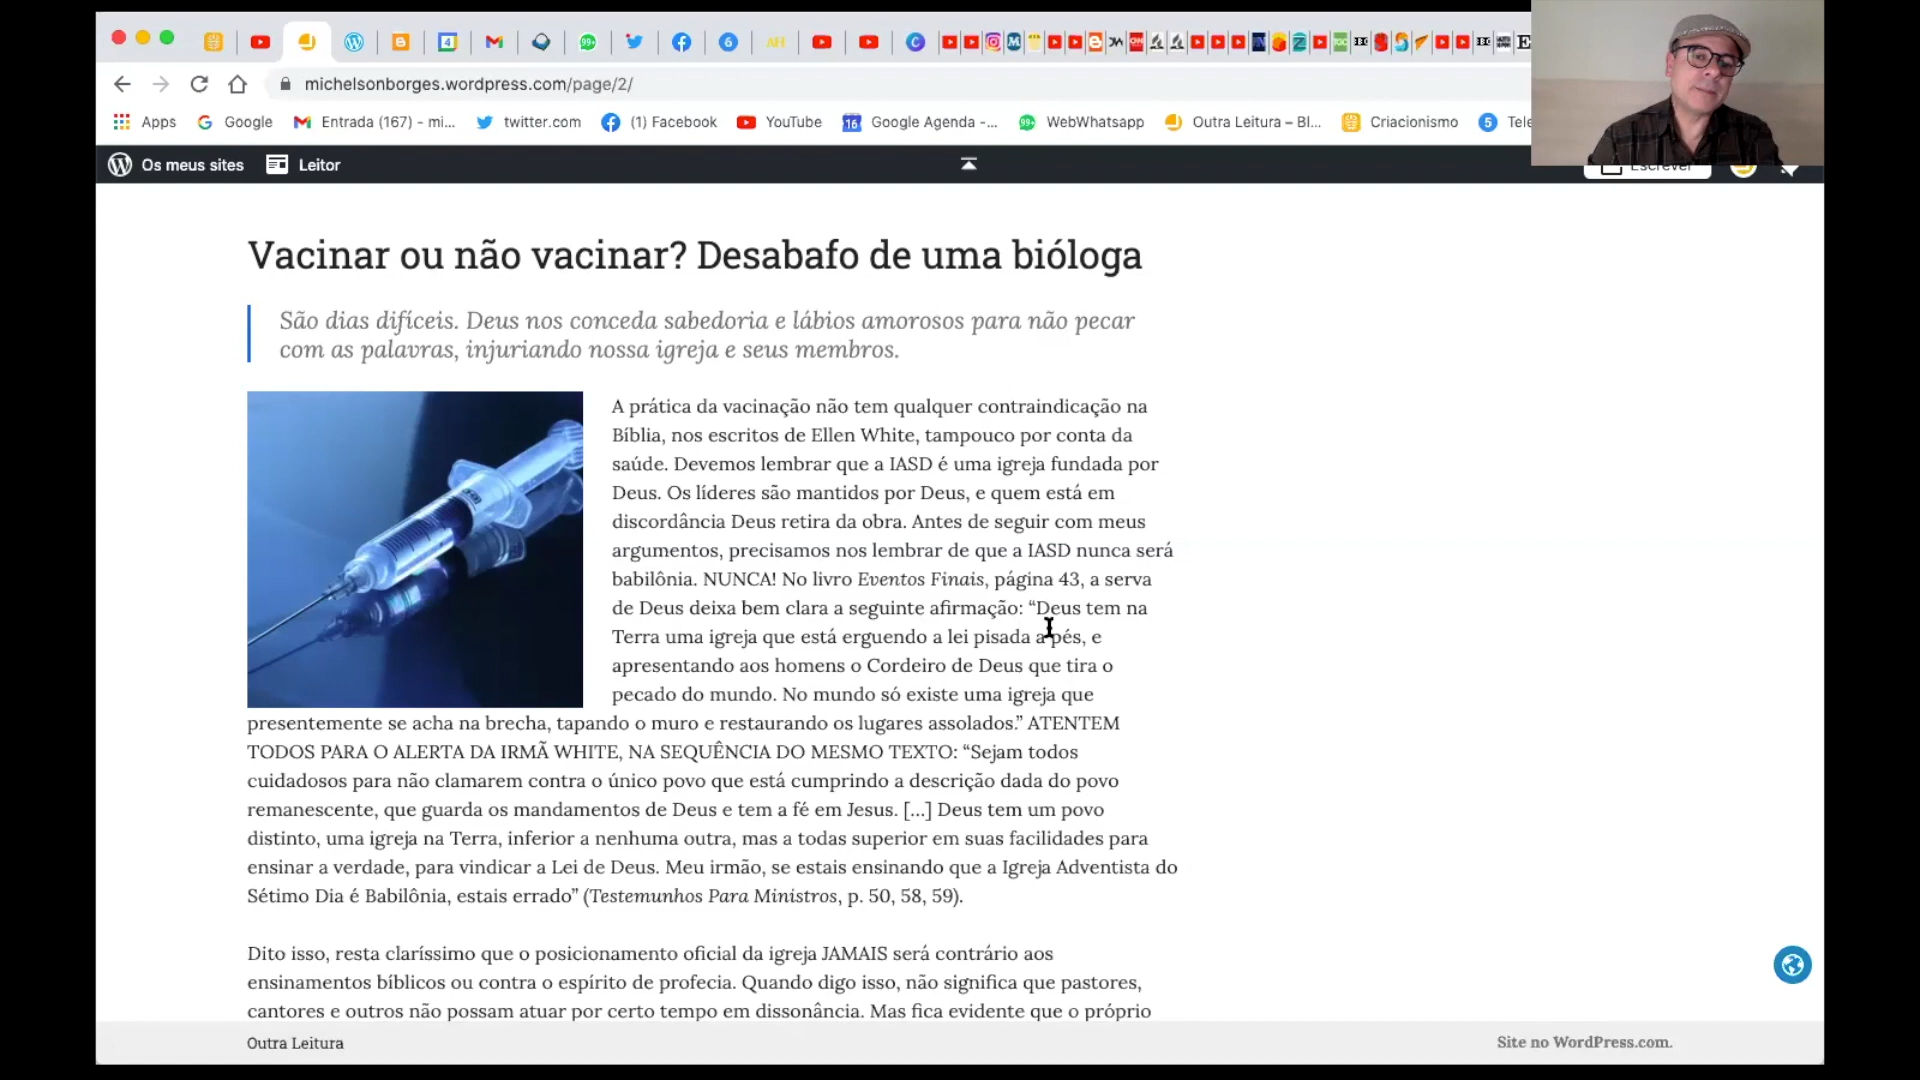 4
99+
6
AH
C
michelsonborges.wordpress.com/page/2/
Apps
Google
Entrada (167) - mi...
twitter.com
(1) Facebook
YouTube
16
Google Agenda -...
99+
WebWhatsapp
Outra Leitura – Bl...
Criacionismo
5
Tele
Os meus sites
Leitor
Escrever
Vacinar ou não vacinar? Desabafo de uma bióloga
São dias difíceis. Deus nos conceda sabedoria e lábios amorosos para não pecar
com as palavras, injuriando nossa igreja e seus membros.
A prática da vacinação não tem qualquer contraindicação na
Bíblia, nos escritos de Ellen White, tampouco por conta da
saúde. Devemos lembrar que a IASD é uma igreja fundada por
Deus. Os líderes são mantidos por Deus, e quem está em
discordância Deus retira da obra. Antes de seguir com meus
argumentos, precisamos nos lembrar de que a IASD nunca será
babilônia. NUNCA! No livro Eventos Finais, página 43, a serva
de Deus deixa bem clara a seguinte afirmação: “Deus tem na
Terra uma igreja que está erguendo a lei pisada a pés, e
apresentando aos homens o Cordeiro de Deus que tira o
pecado do mundo. No mundo só existe uma igreja que
presentemente se acha na brecha, tapando o muro e restaurando os lugares assolados.” ATENTEM
TODOS PARA O ALERTA DA IRMÃ WHITE, NA SEQUÊNCIA DO MESMO TEXTO: “Sejam todos
cuidadosos para não clamarem contra o único povo que está cumprindo a descrição dada do povo
remanescente, que guarda os mandamentos de Deus e tem a fé em Jesus. [...] Deus tem um povo
distinto, uma igreja na Terra, inferior a nenhuma outra, mas a todas superior em suas facilidades para
ensinar a verdade, para vindicar a Lei de Deus. Meu irmão, se estais ensinando que a Igreja Adventista do
Sétimo Dia é Babilônia, estais errado” (Testemunhos Para Ministros, p. 50, 58, 59).
Dito isso, resta claríssimo que o posicionamento oficial da igreja JAMAIS será contrário aos
ensinamentos bíblicos ou contra o espírito de profecia. Quando digo isso, não significa que pastores,
cantores e outros não possam atuar por certo tempo em dissonância. Mas fica evidente que o próprio
Outra Leitura
Site no WordPress.com.